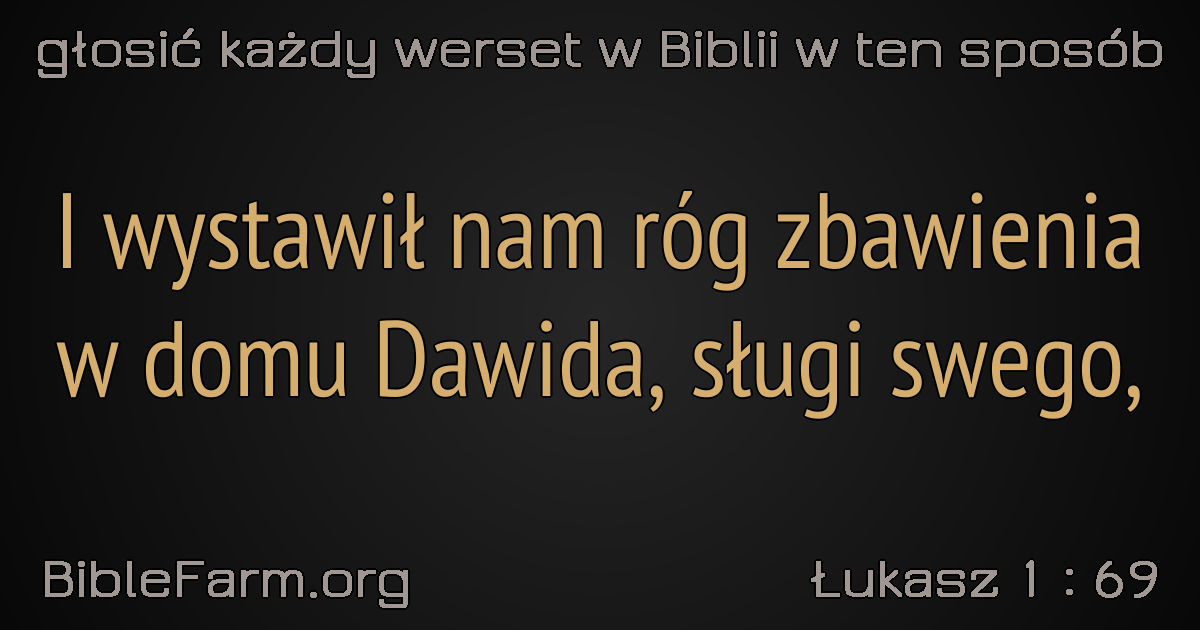 głosić każdy werset w Biblii w ten sposób
I wystawił nam róg zbawienia
w domu Dawida, sługi swego,
BibleFarm.org
Łukasz 1 : 69